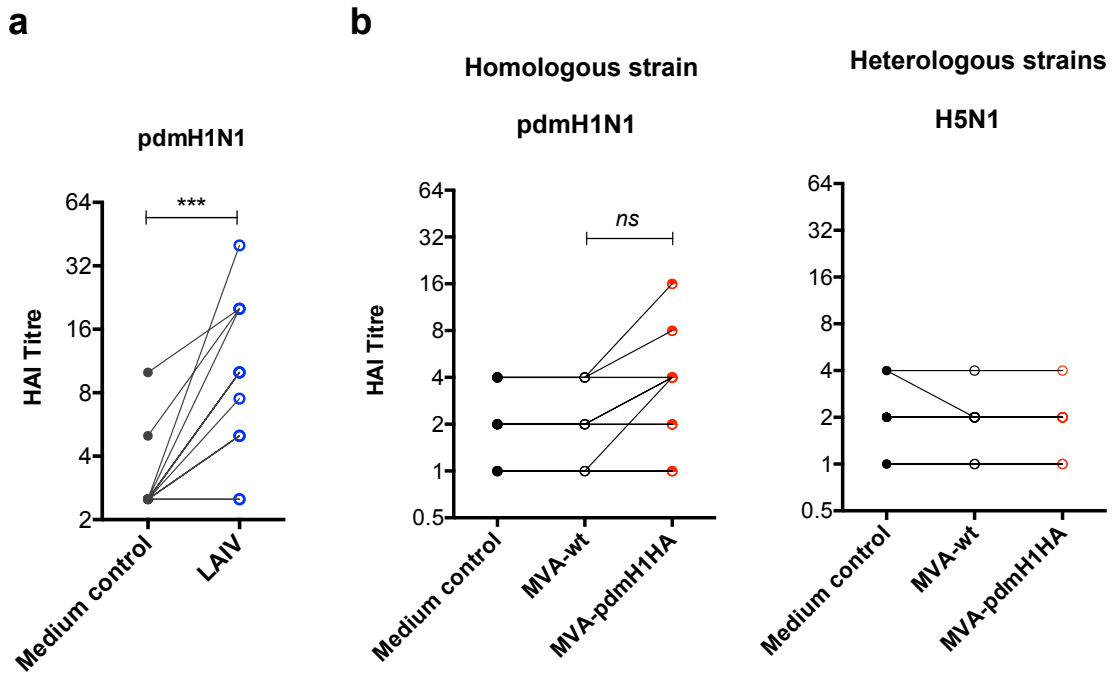 a
pdmH1N1
***
HAI Titre
64
32
16
8
4
2
Medium control
LAIV
b
Homologous strain
pdmH1N1
ns
HAI Titre
64
32
16
8
4
2
1
0.5
Medium control
MVA-wt
MVA-pdmH1HA
Heterologous strains
H5N1
64
32
16
8
4
2
1
0.5
Medium control
MVA-wt
MVA-pdmH1HA